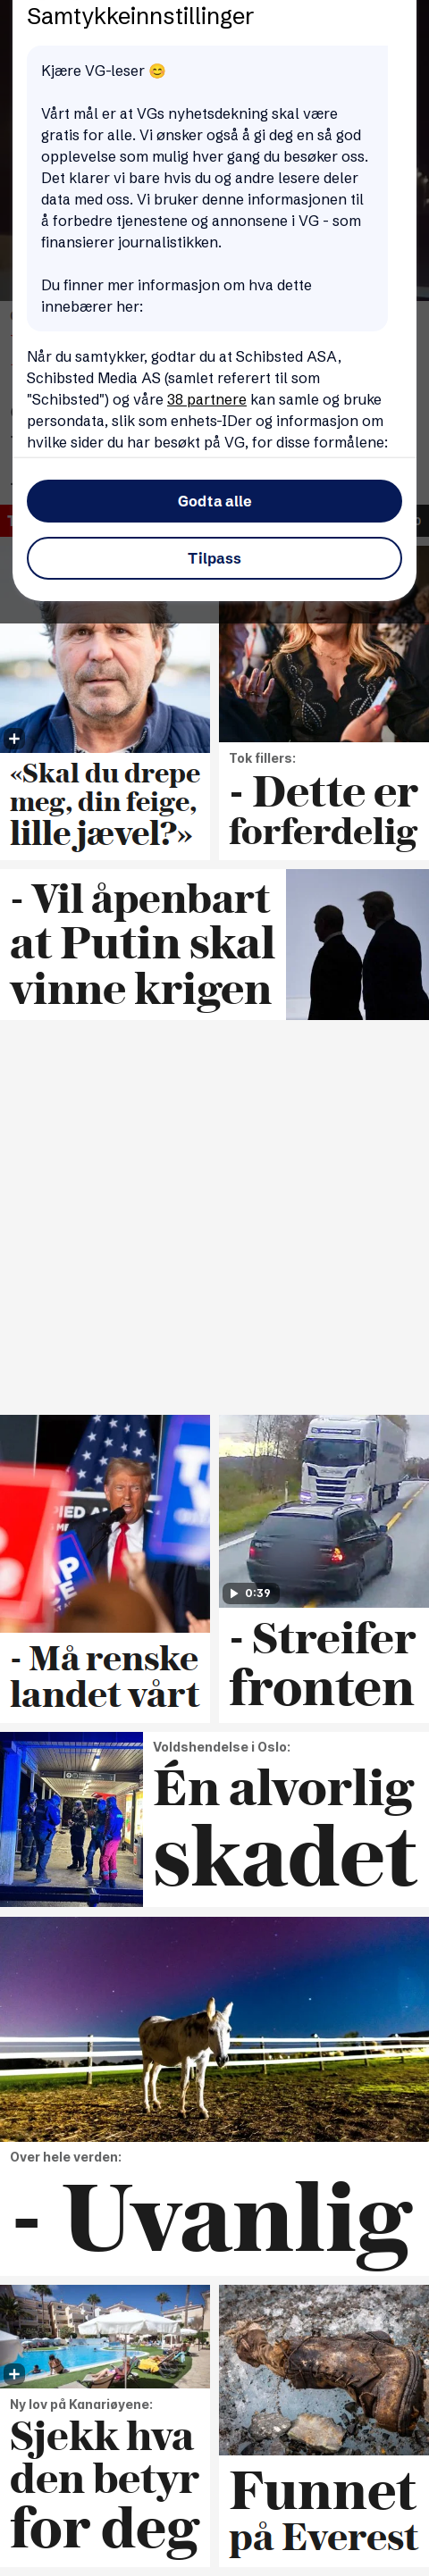 Samtykkeinnstillinger
Kjære VG-leser 😊
Vårt mål er at VGs nyhetsdekning skal være
gratis for alle. Vi ønsker også å gi deg en så god
opplevelse som mulig hver gang du besøker oss.
Det klarer vi bare hvis du og andre lesere deler
data med oss. Vi bruker denne informasjonen til
å forbedre tjenestene og annonsene i VG - som
finansierer journalistikken.
Du finner mer informasjon om hva dette
innebærer her:
Når du samtykker, godtar du at Schibsted ASA,
Schibsted Media AS (samlet referert til som
"Schibsted") og våre 38 partnere kan samle og bruke
persondata, slik som enhets-IDer og informasjon om
hvilke sider du har besøkt på VG, for disse formålene:
Godta alle
Tilpass
«Skal du drepe
meg, din feige,
lille jævel?»
Tok fillers:
- Dette er
forferdelig
- Vil åpenbart
at Putin skal
vinne krigen
- Må renske
landet vårt
0:39
- Streifer
fronten
Voldshendelse i Oslo:
Én alvorlig
skadet
Over hele verden:
- Uvanlig
Ny lov på Kanariøyene:
Sjekk hva
den betyr
for deg
Funnet
på Everest